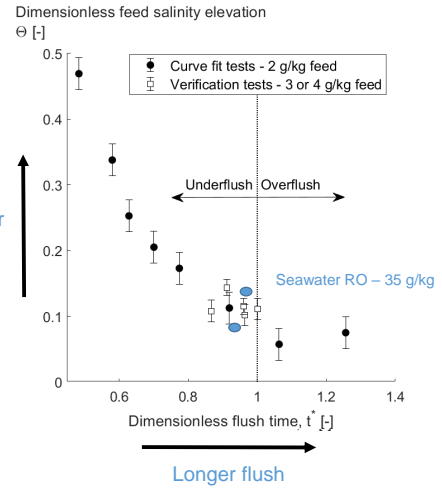 Dimensionless feed salinity elevation
Θ [-]
0.5
Curve fit tests - 2 g/kg feed
Verification tests - 3 or 4 g/kg feed
0.4
0.3
Underflush
Overflush
r
0.2
Seawater RO – 35 g/kg
0.1
0
0.6
0.8
1
1.2
1.4
Dimensionless flush time, t* [-]
Longer flush